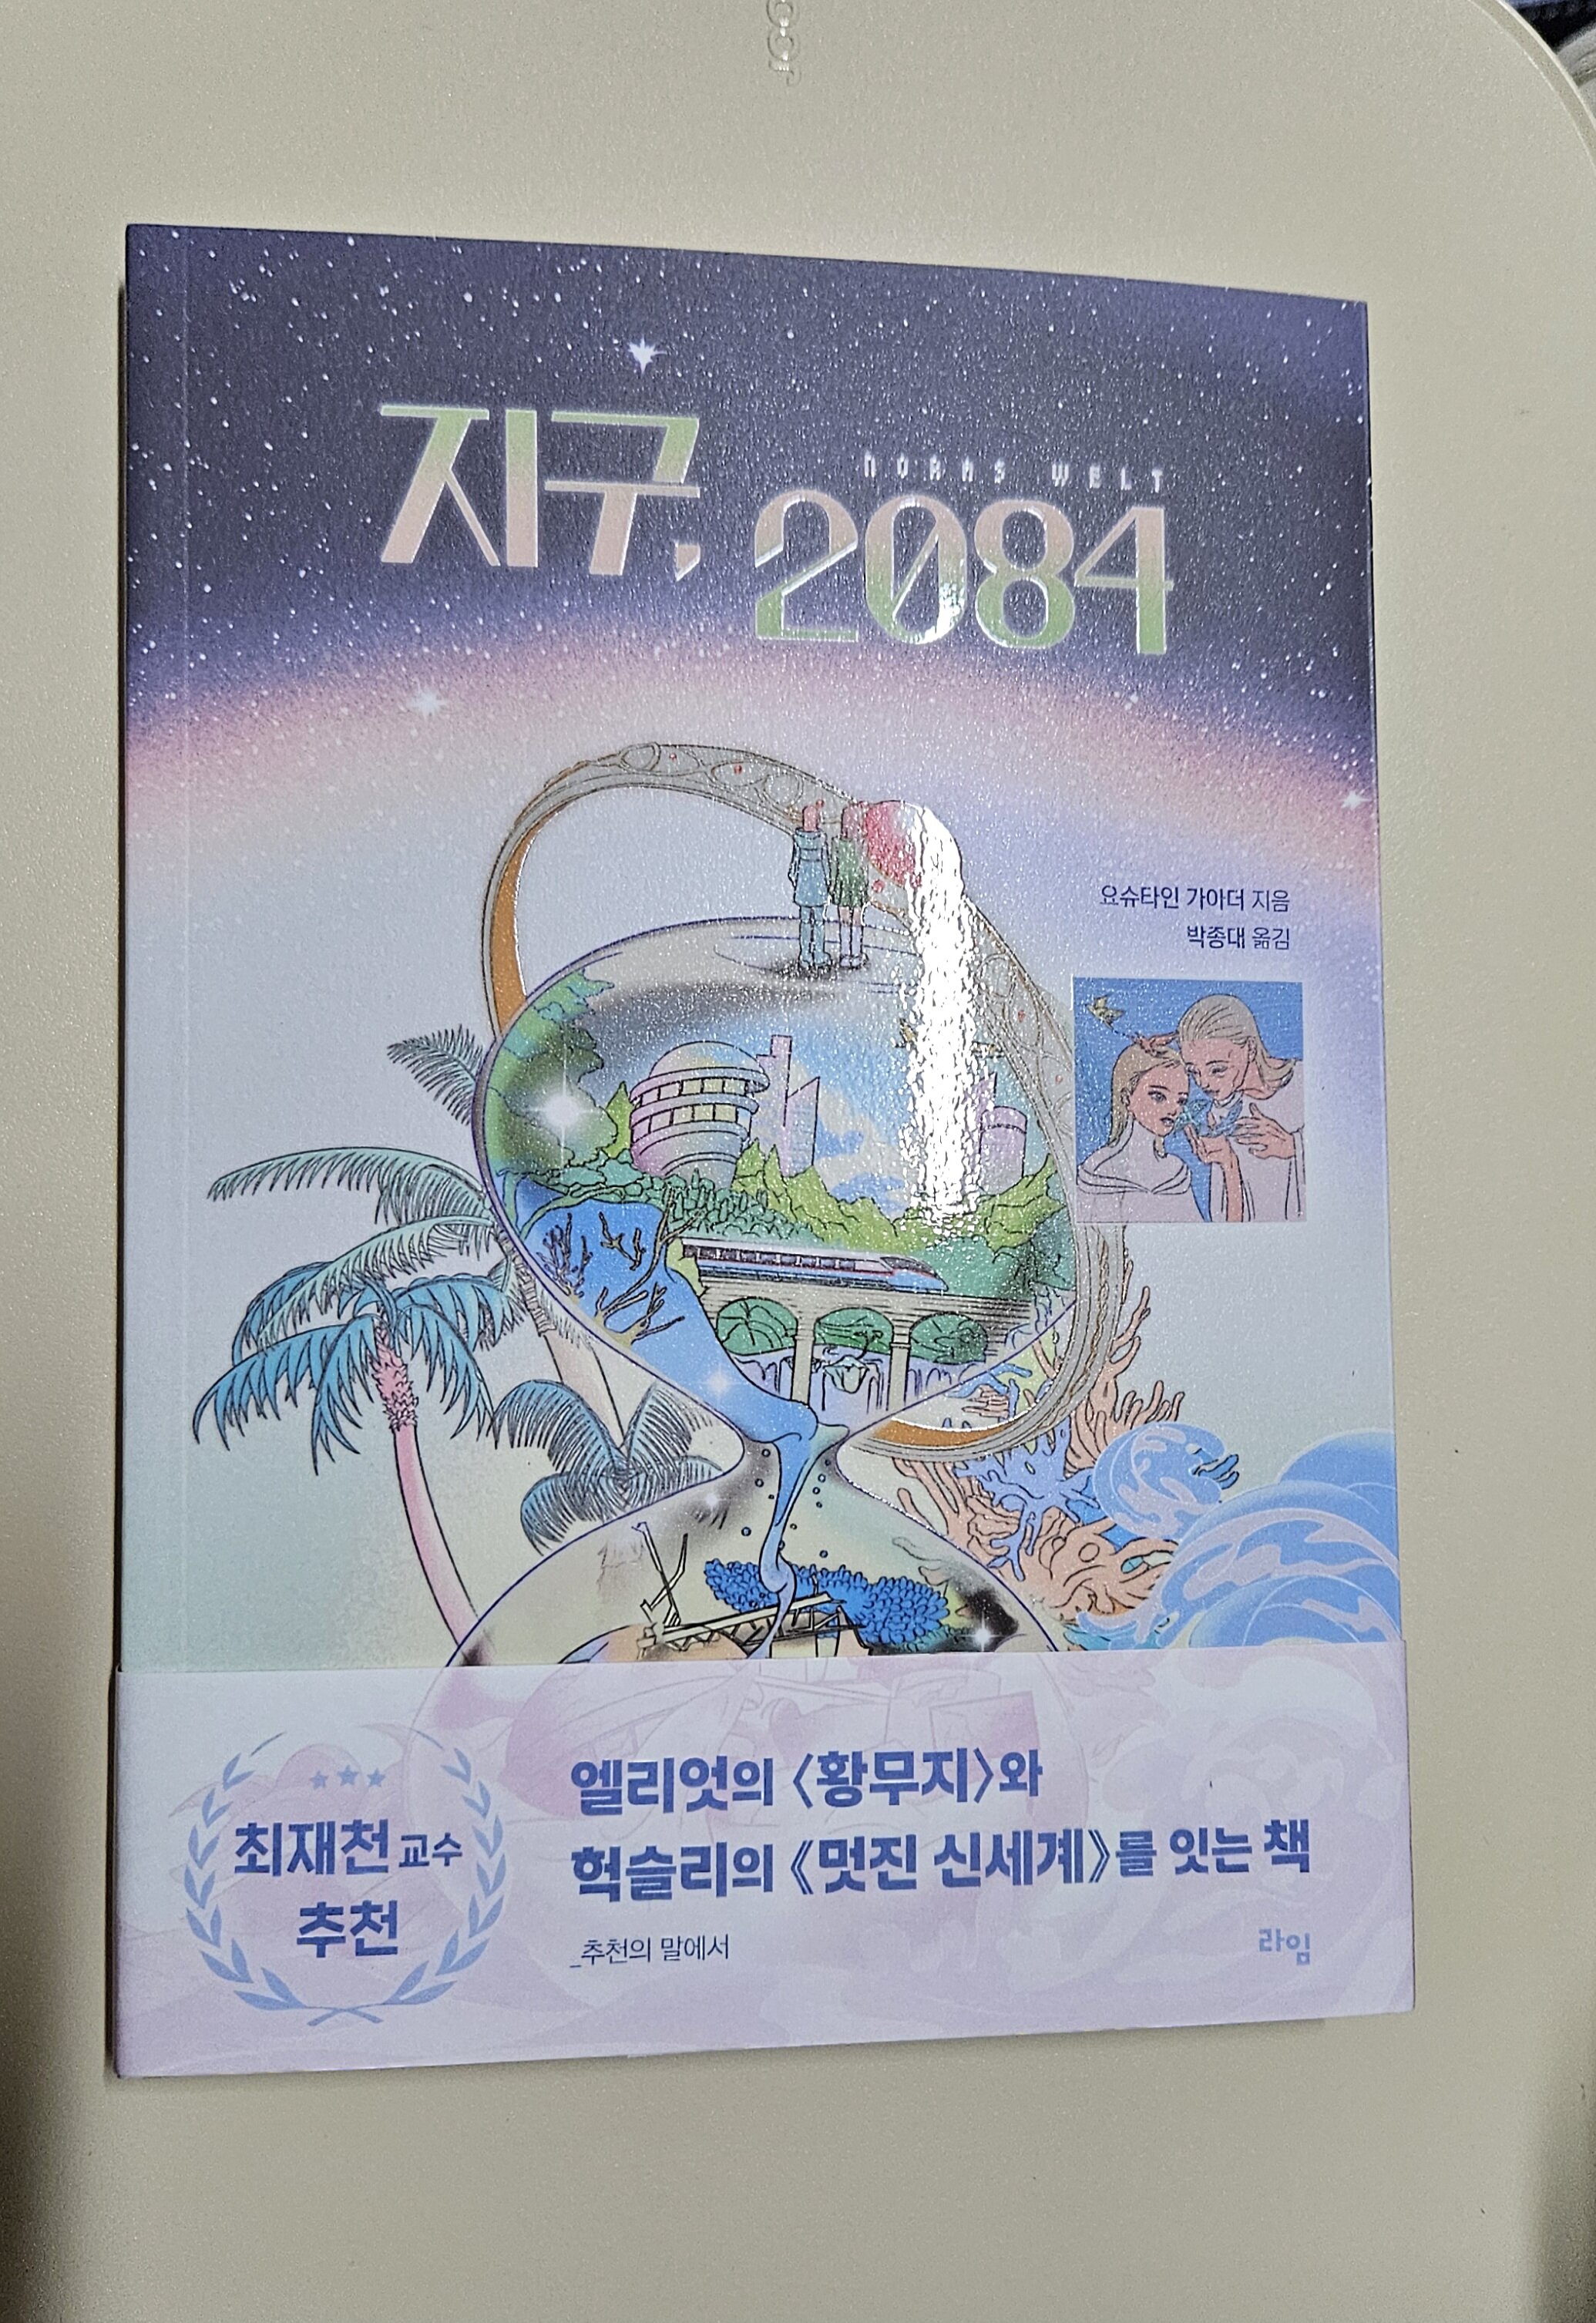 지구,
NORAS WELT
2084
요슈타인 가아더 지음
박종대 옮김
최재천 교수
추천
엘리엇의 〈황무지〉와
헉슬리의 《멋진 신세계》를 잇는 책
_추천의 말에서
라임